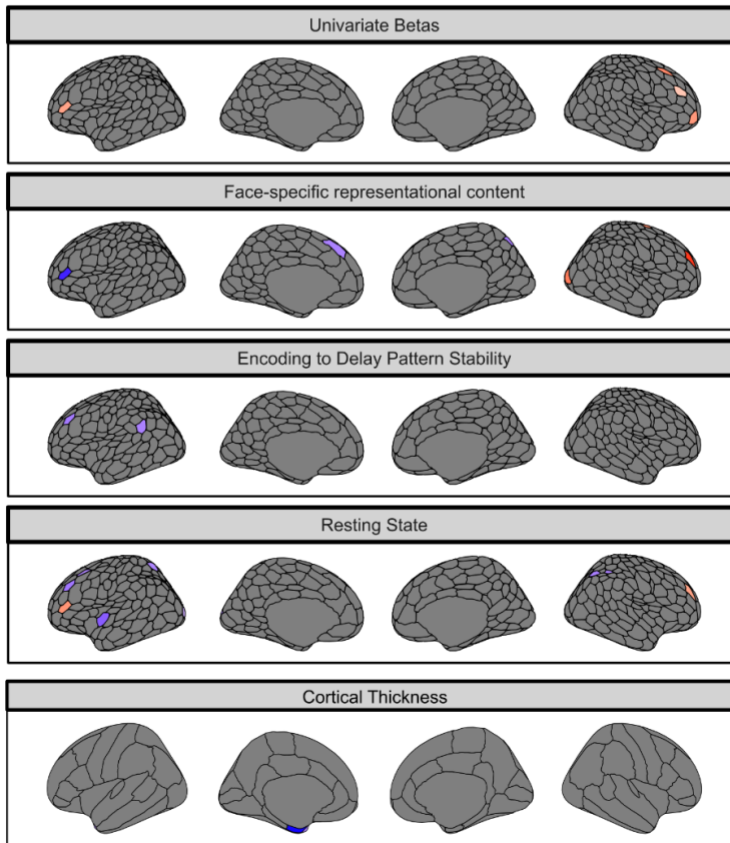 Univariate Betas
Face-specific representational content
Encoding to Delay Pattern Stability
Resting State
Cortical Thickness